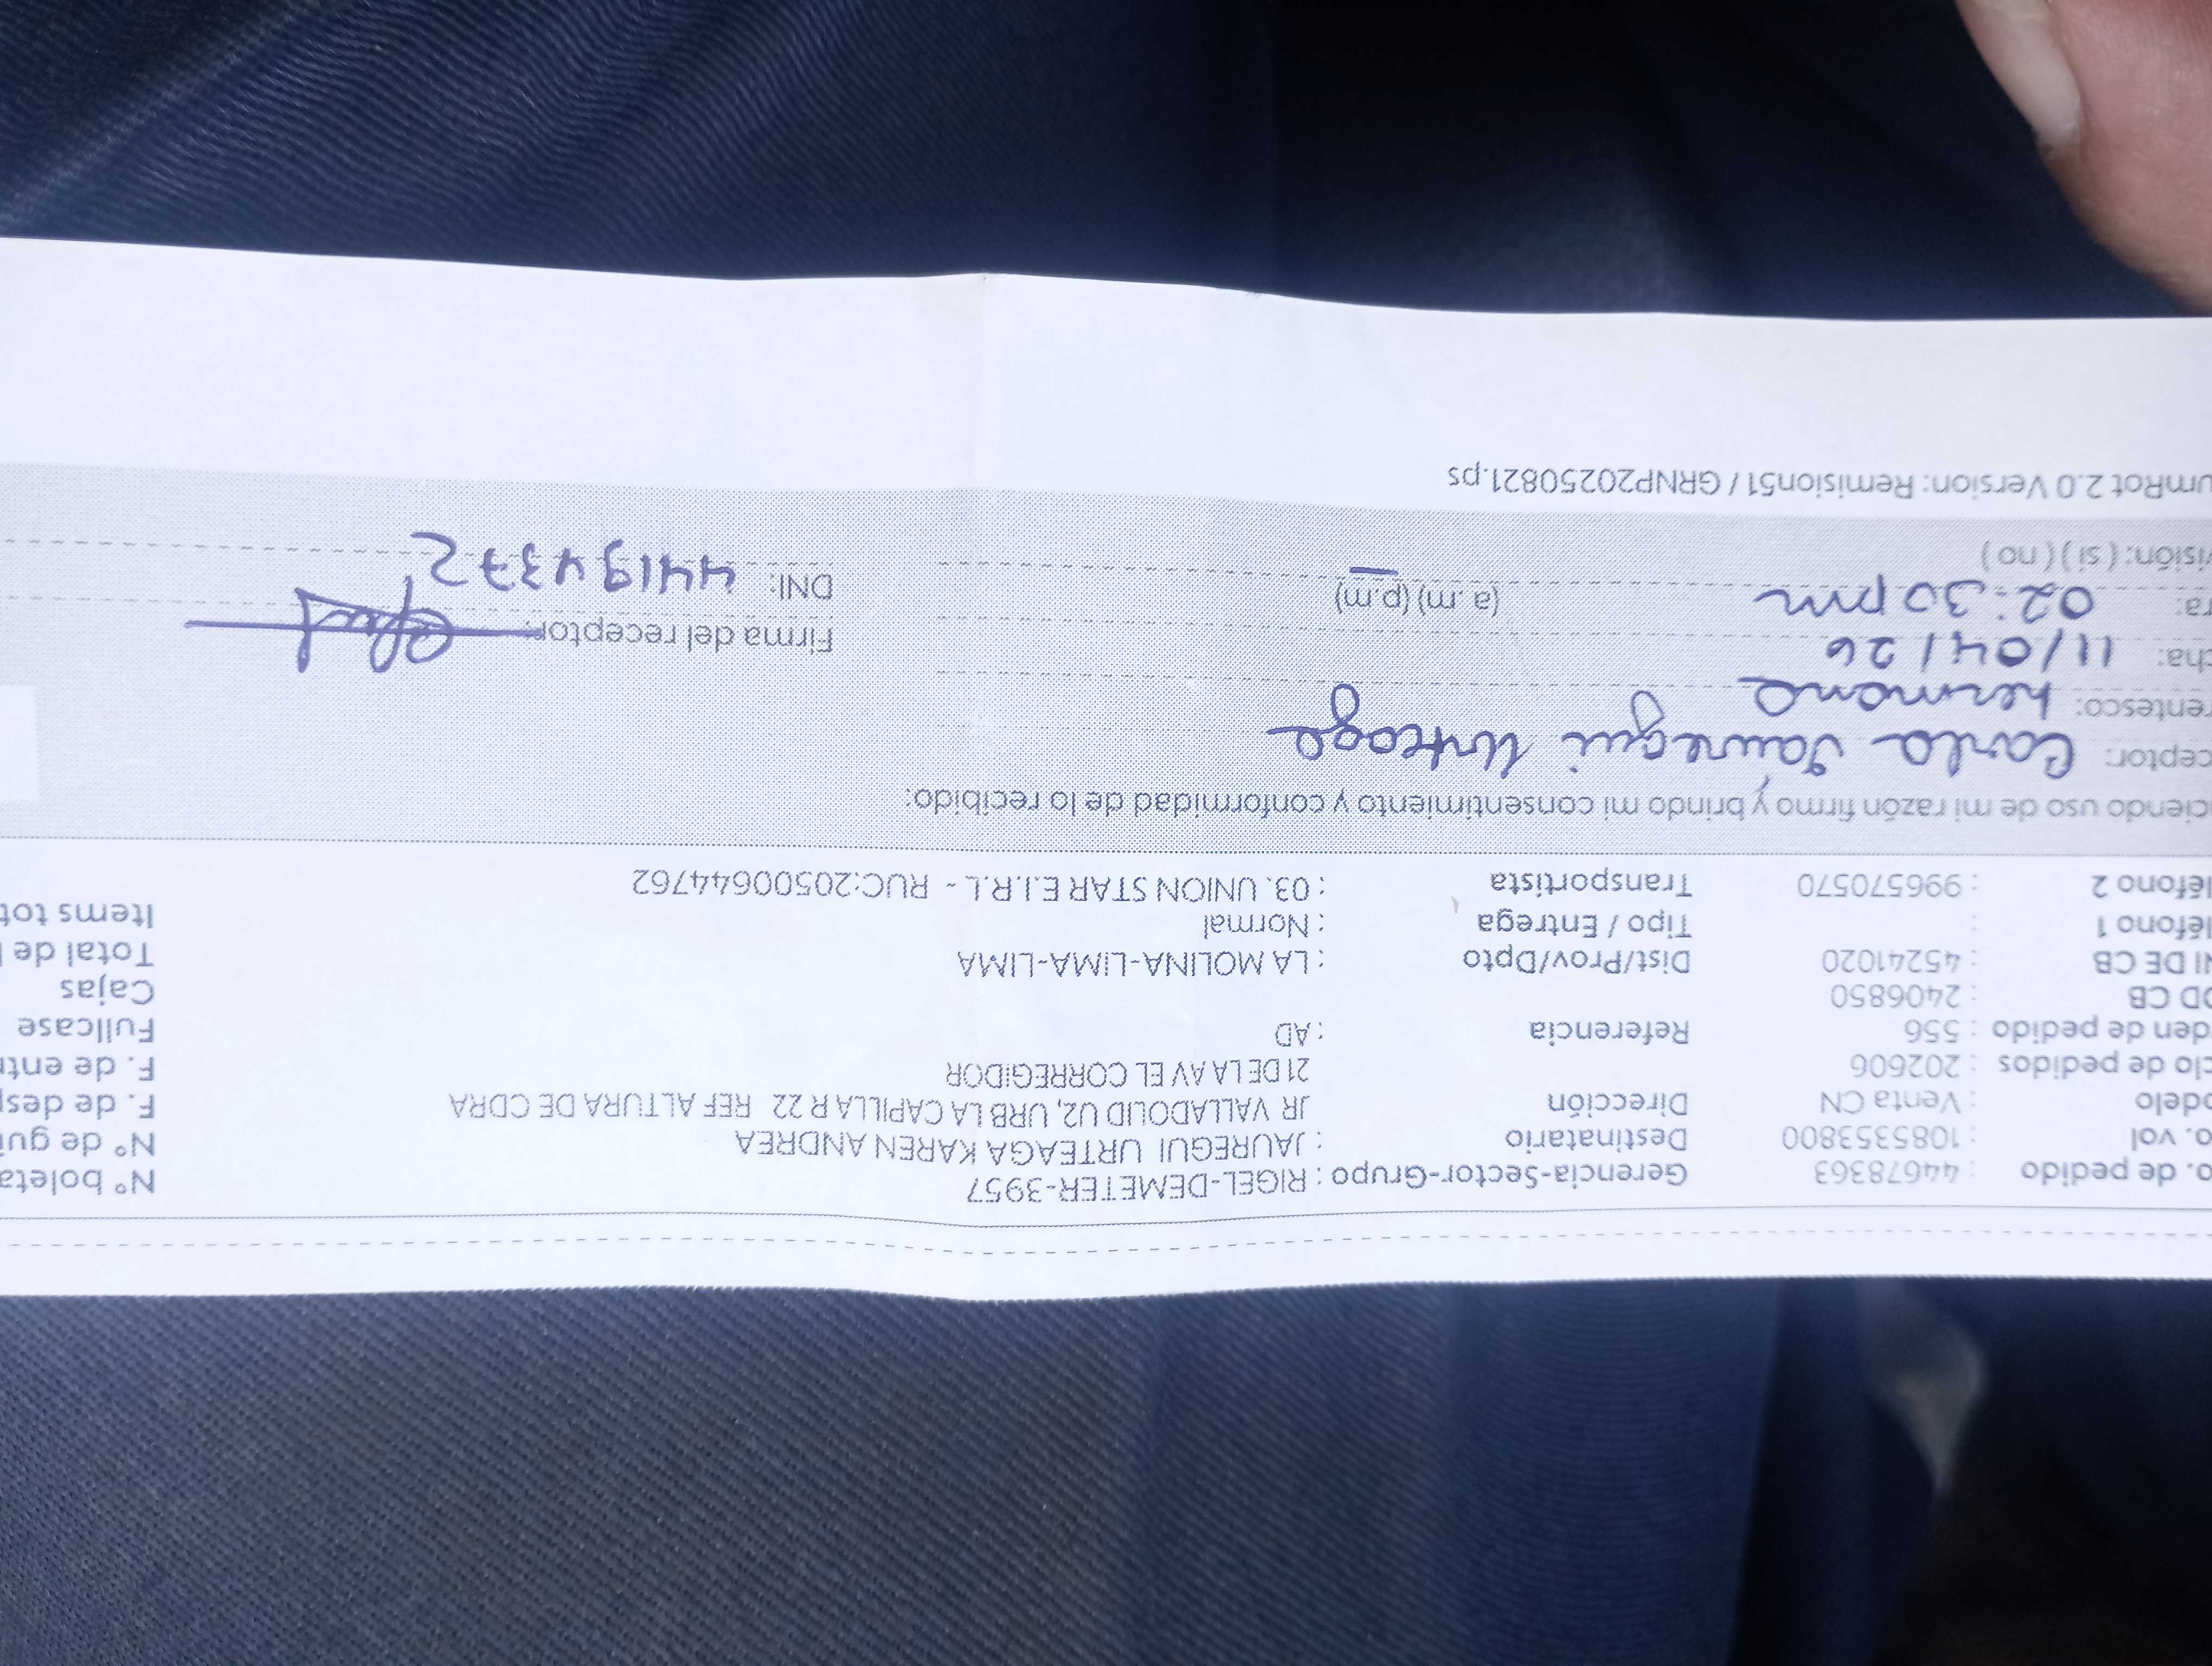 o. de pedido : 44678363 Gerencia-Sector-Grupo : RIGEL-DEMETER-3957 N° boleta
o. vol : 1085353800 Destinatario : JAUREGUI URTEAGA KAREN ANDREA N° de gui
odelo : Venta CN Dirección JR VALLADOLID U2, URB LA CAPILLA R 22 REF ALTURA DE CDRA F. de desp
clo de pedidos : 202606 21 DE LA AV EL CORREGIDOR F. de entr
den de pedido : 556 Referencia : AD Fullcase
OD CB : 2406850 Cajas
NI DE CB : 45241020 Dist/Prov/Dpto : LA MOLINA-LIMA-LIMA Total de
léfono 1 : Tipo / Entrega : Normal Items tot
léfono 2 : 996570570 Transportista : 03. UNION STAR E.I.R.L - RUC:20500644762
ciendo uso de mi razón firmo y brindo mi consentimiento y conformidad de lo recibido:
ceptor: Carla Jauregui Urteaga
rentesco: hermana
cha: 11/04/26 Firma del receptor:
ra: 02:30 pm (a.m) (p.m) DNI: 44194372
visión: ( si ) ( no )
umRot 2.0 Version: Remision51 / GRNP20250821.ps